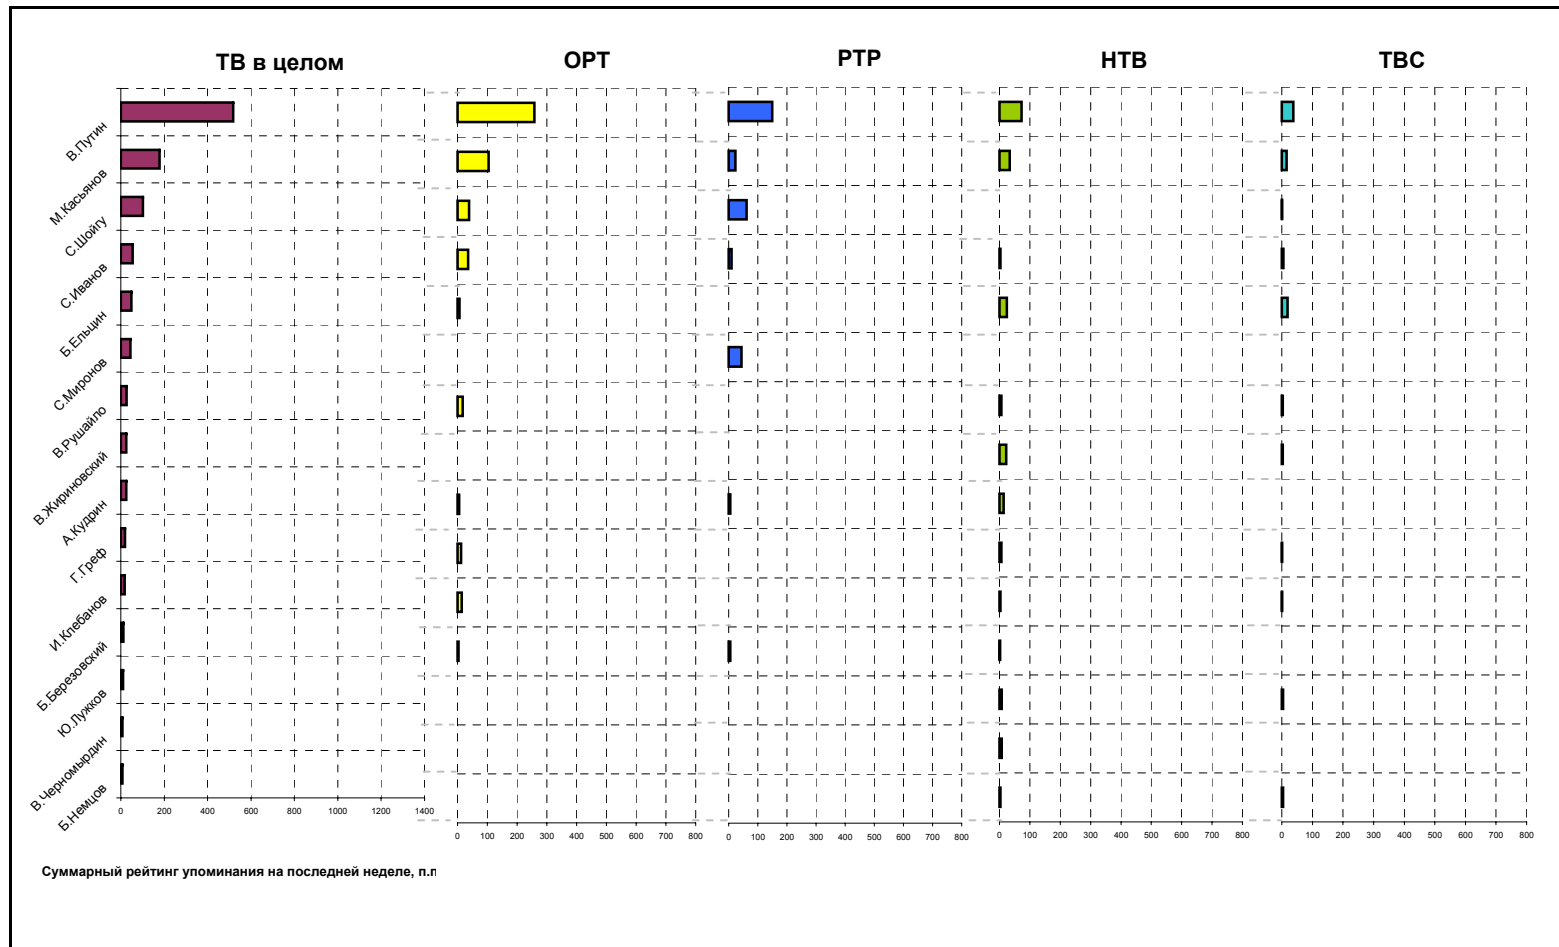 ТВ в целом
ОРТ
РТР
НТВ
ТВС
В.Путин
М.Касьянов
С.Шойгу
С.Иванов
Б.Ельцин
С.Миронов
В.Рушайло
В.Жириновский
А.Кудрин
Г.Греф
И.Клебанов
Б.Березовский
Ю.Лужков
В.Черномырдин
Б.Немцов
0 200 400 600 800 1000 1200 1400
0 100 200 300 400 500 600 700 800
0 100 200 300 400 500 600 700 800
0 100 200 300 400 500 600 700 800
0 100 200 300 400 500 600 700 800
Суммарный рейтинг упоминания на последней неделе, п.п